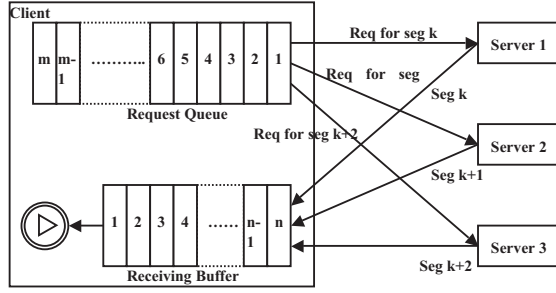 Client
Req for seg k
Server 1
m
m-
1
...........
6
5
4
3
2
1
Req for seg
Seg k
Request Queue
Req for seg k+2
Server 2
Seg k+1
1
2
3
4
......
n-
1
n
Server 3
Seg k+2
Receiving Buffer